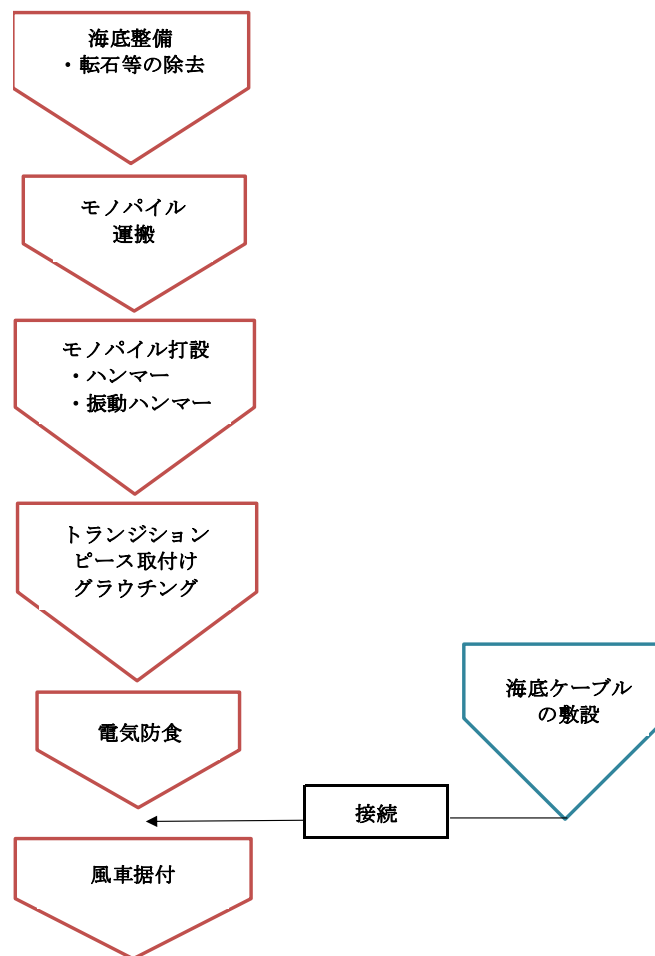 海底整備
・転石等の除去
モノパイル
運搬
モノパイル打設
・ハンマー
・振動ハンマー
トランジション
ピース取付け
グラウチング
電気防食
海底ケーブル
の敷設
接続
風車据付